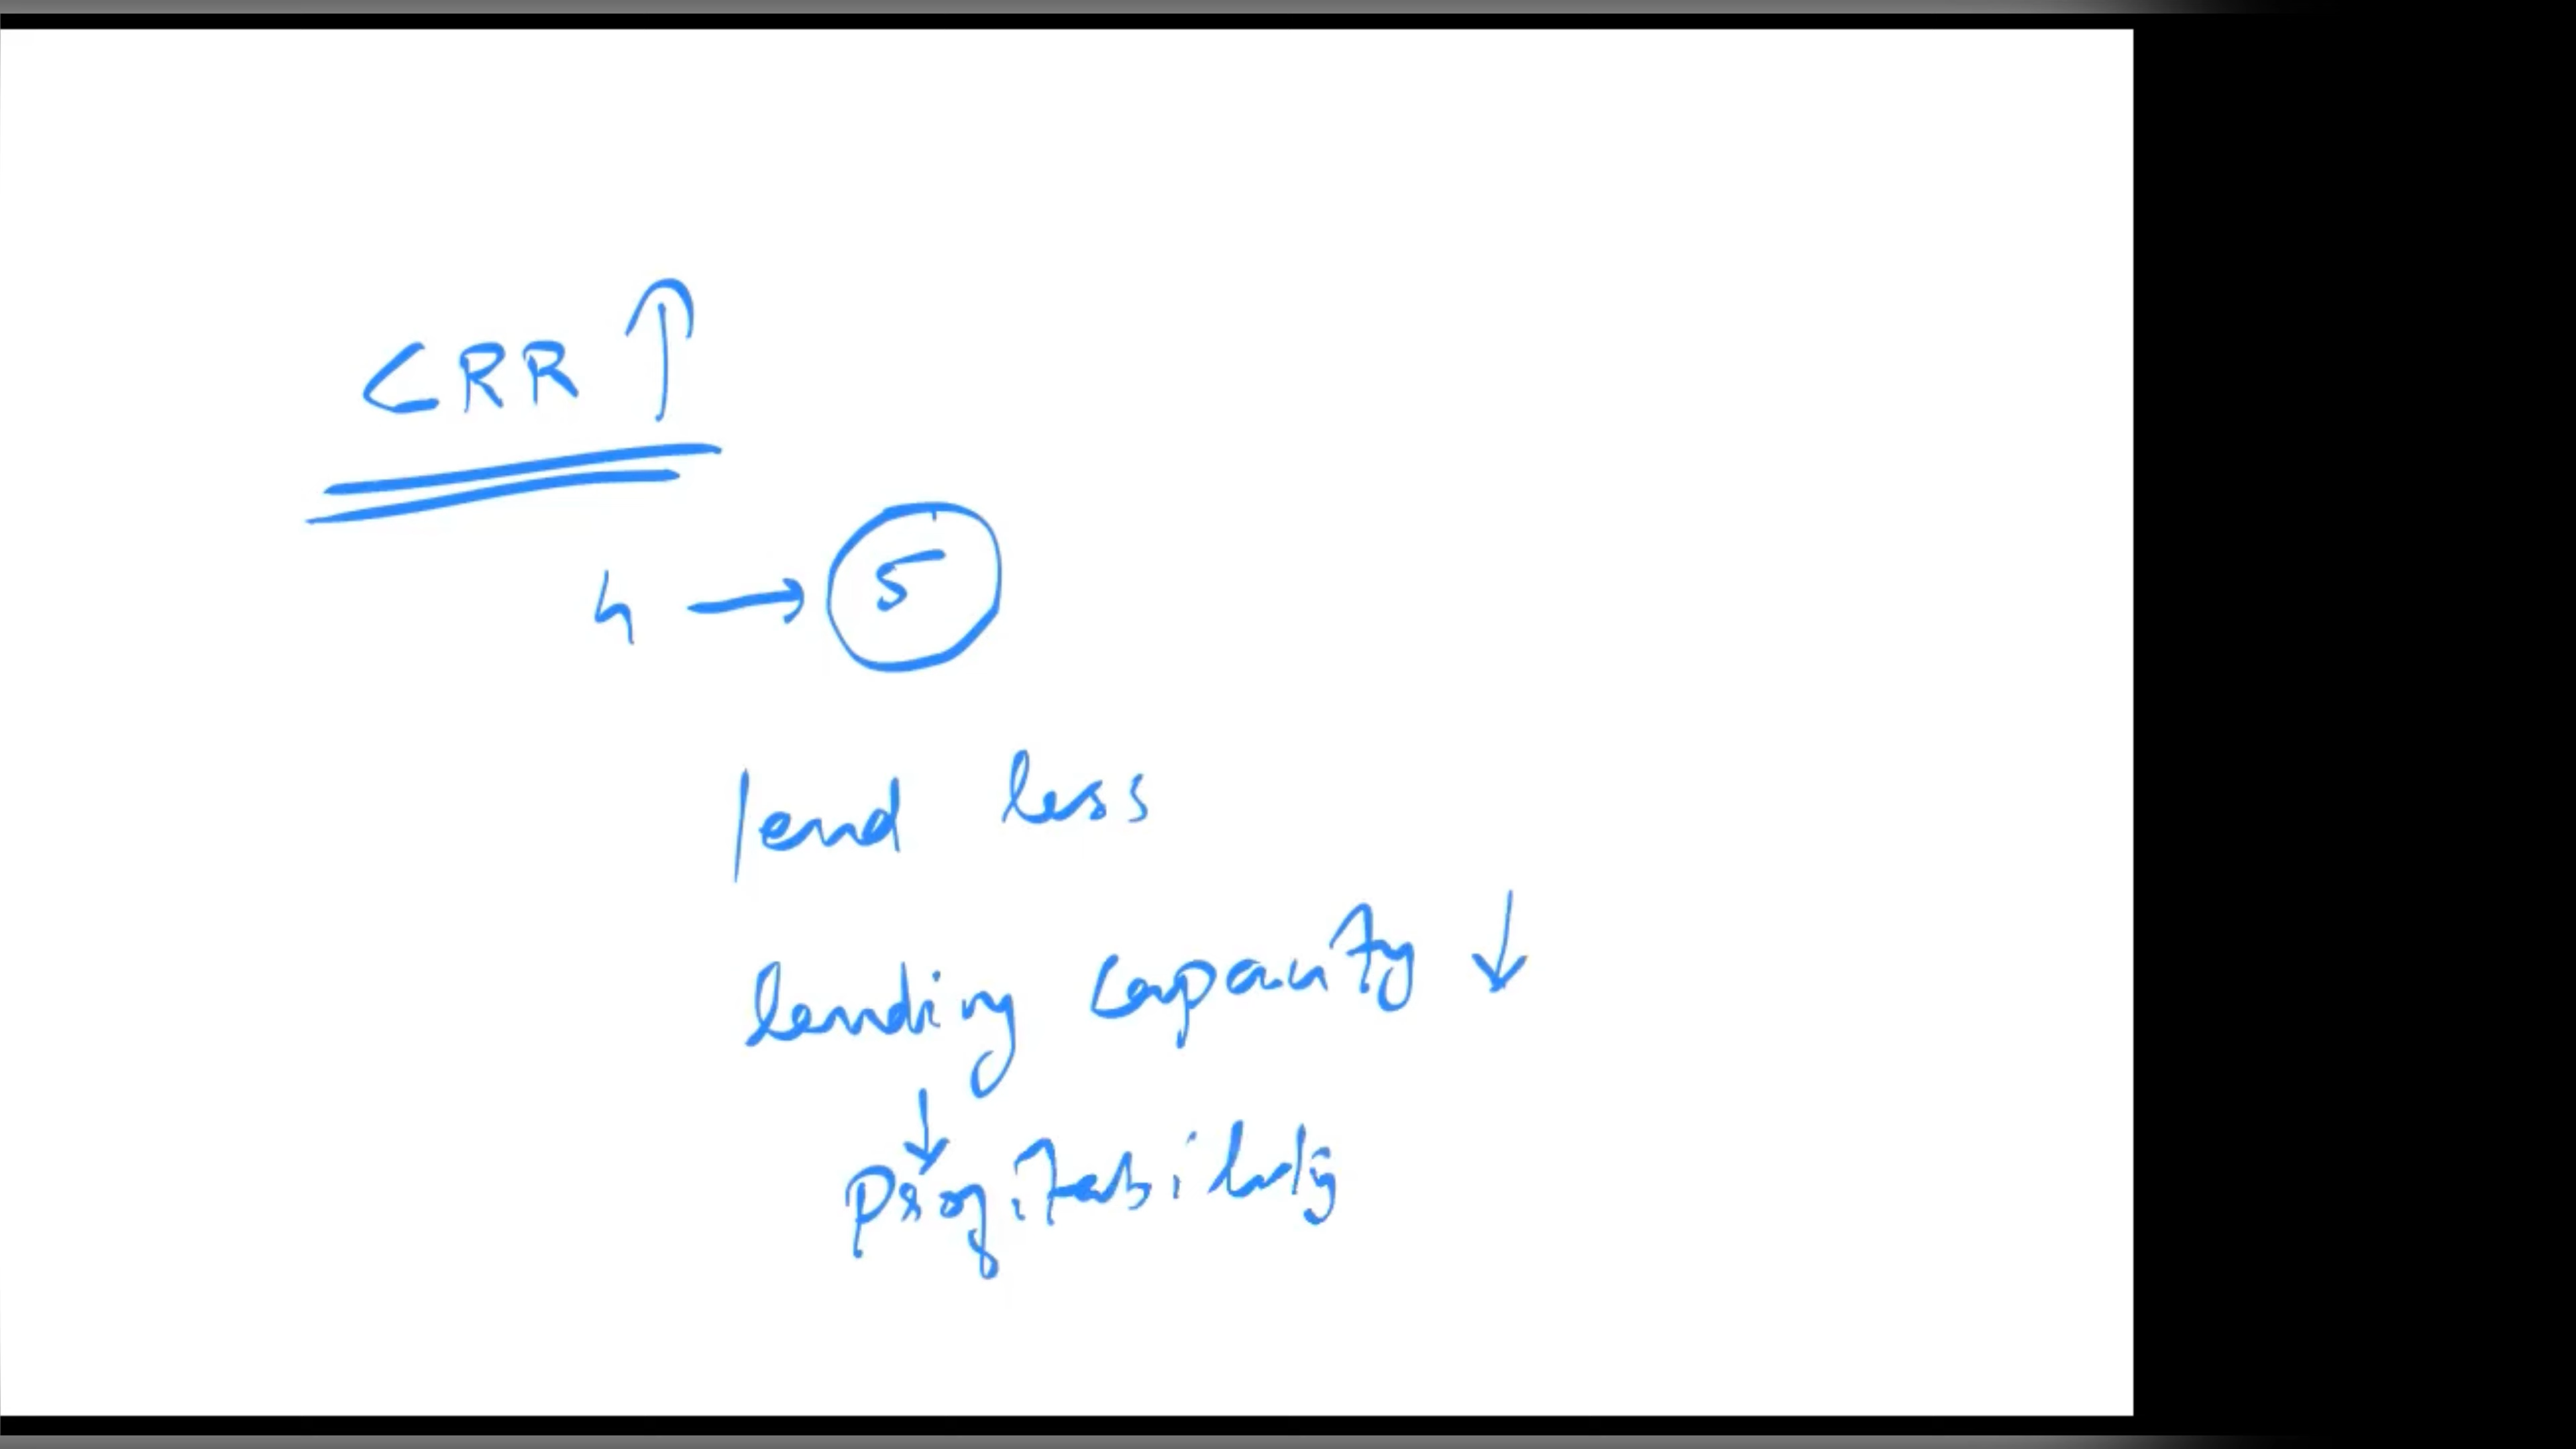 CRR ↑
4 → 5
lend less
lending capacity ↓
↓
Profitability